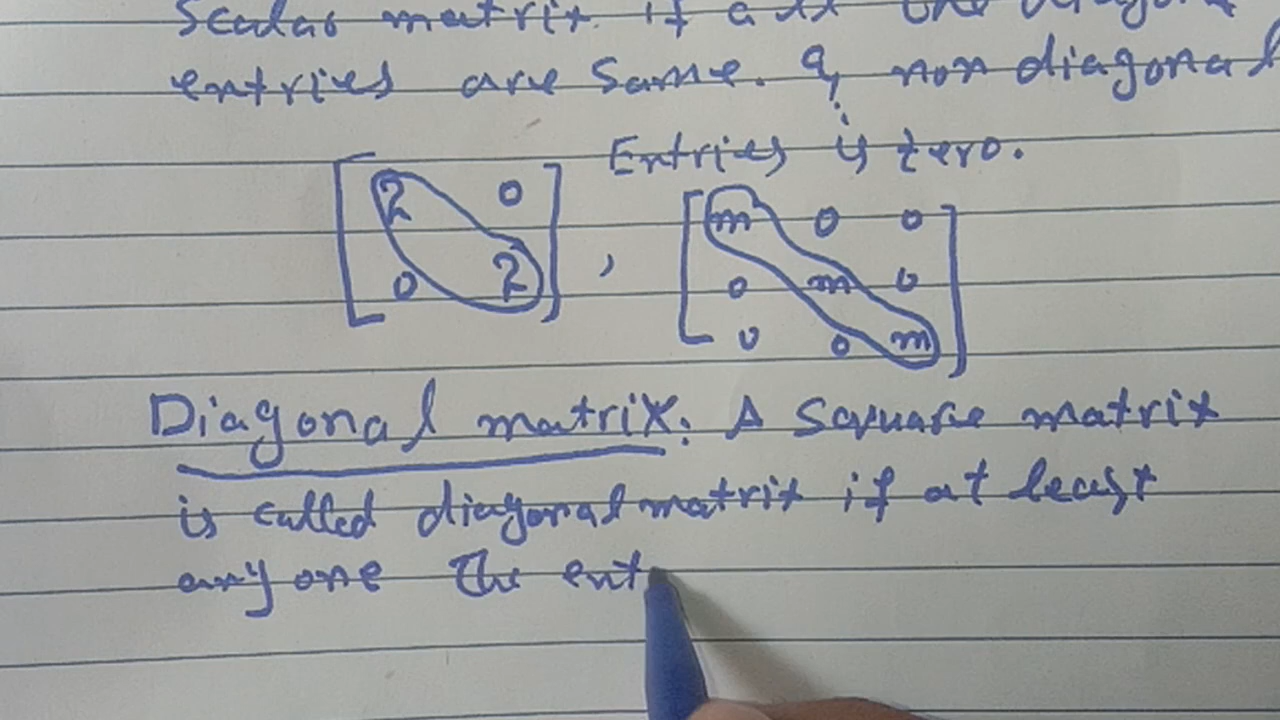 Scalar matrix. if all the diagon
entries are same. & non diagonal
Entries is zero.
[2 0
0 2] , [m 0 0
0 m 0
0 0 m]
Diagonal matrix: A square matrix
is called diagonal matrix if at least
any one the ent